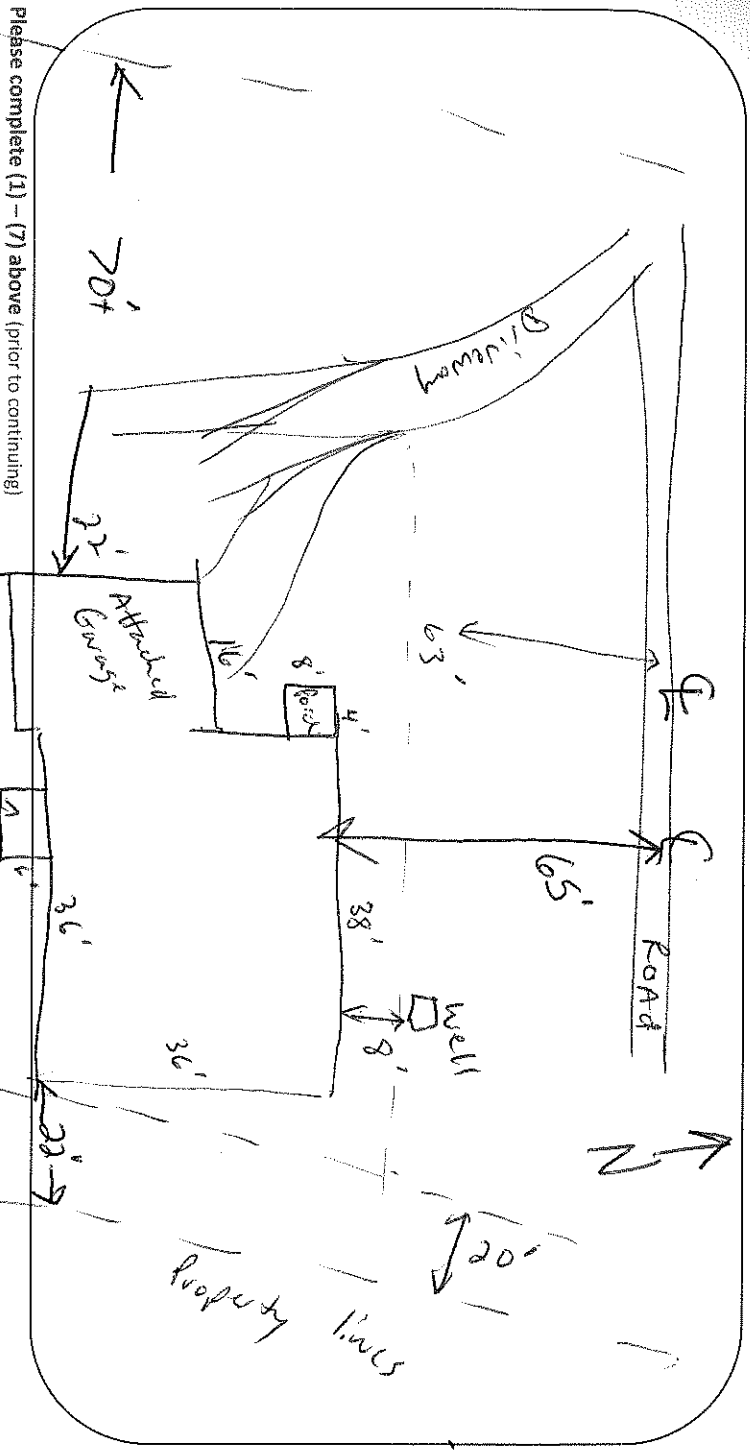 ℄
℄
ROAD
Driveway
63'
65'
N
Well
8'
38'
4'
8'
Porch
16'
Attached
Garage
22'
70'+
36'
36'
22'
20'
Property lines
Please complete (1) – (7) above (prior to continuing)